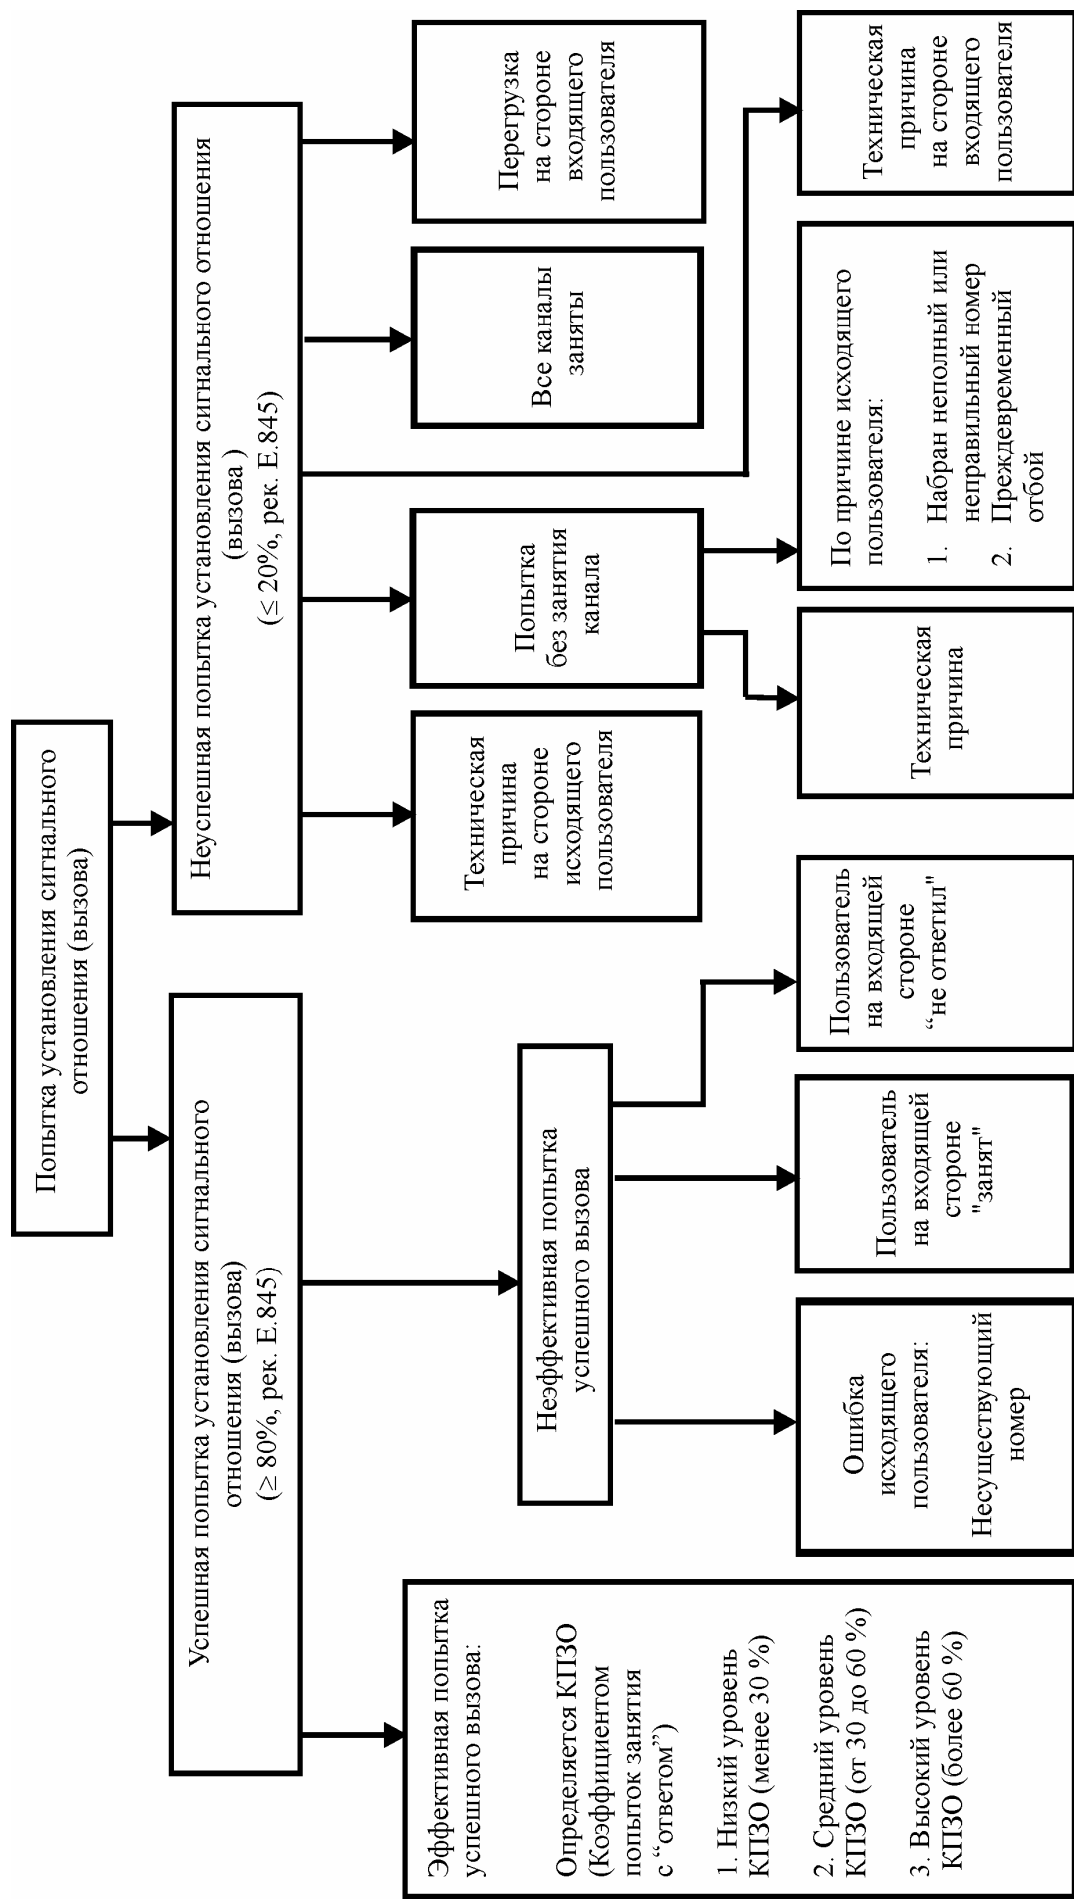 Попытка установления сигнального
отношения (вызова)
Успешная попытка установления сигнального
отношения (вызова)
(≥ 80%, рек. Е.845)
Неуспешная попытка установления сигнального отношения
(вызова )
(≤ 20%, рек. Е.845)
Эффективная попытка
успешного вызова:
Определяется КПЗО
(Коэффициентом
попыток занятия
с “ответом”)
1. Низкий уровень
КПЗО (менее 30 %)
2. Средний уровень
КПЗО (от 30 до 60 %)
3. Высокий уровень
КПЗО (более 60 %)
Неэффективная попытка
успешного вызова
Ошибка
исходящего
пользователя:
Несуществующий
номер
Пользователь
на входящей
стороне
"занят"
Пользователь
на входящей
стороне
“не ответил"
Техническая
причина
на стороне
исходящего
пользователя
Попытка
без занятия
канала
Все каналы
заняты
Перегрузка
на стороне
входящего
пользователя
Техническая
причина
По причине исходящего
пользователя:
1. Набран неполный или
неправильный номер
2. Преждевременный
отбой
Техническая
причина
на стороне
входящего
пользователя